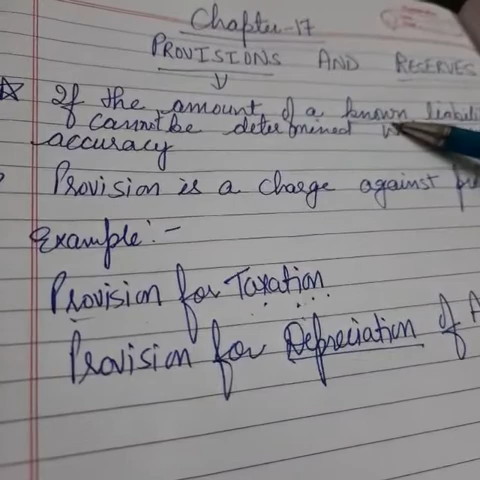 Chapter-17
PROVISIONS AND RESERVES
If the amount of a known liabili
cannot be determined w
accuracy
Provision is a charge against pr
Example:-
Provision for Taxation
Provision for Depreciation of A